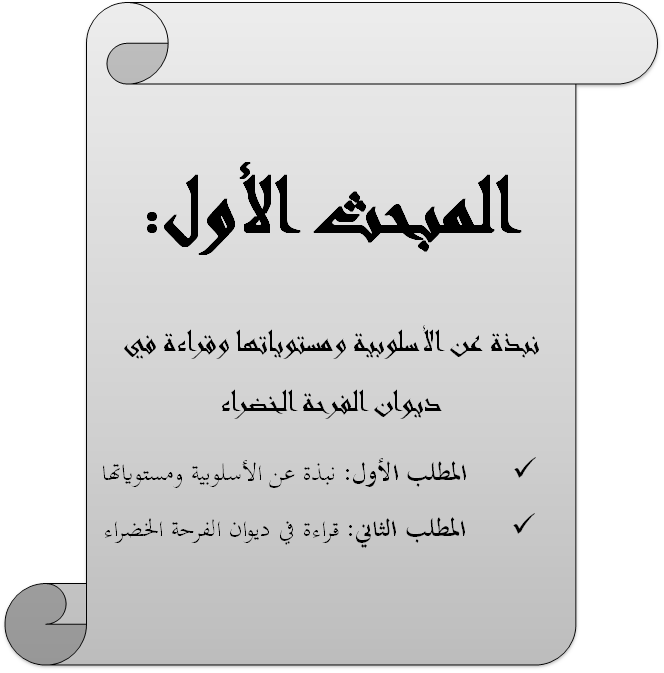 المبحث الأول:
نبذة عن الأسلوبية ومستوياتها وقراءة في
ديوان الفرحة الخضراء
✓ المطلب الأول: نبذة عن الأسلوبية ومستوياتها
✓ المطلب الثاني: قراءة في ديوان الفرحة الخضراء